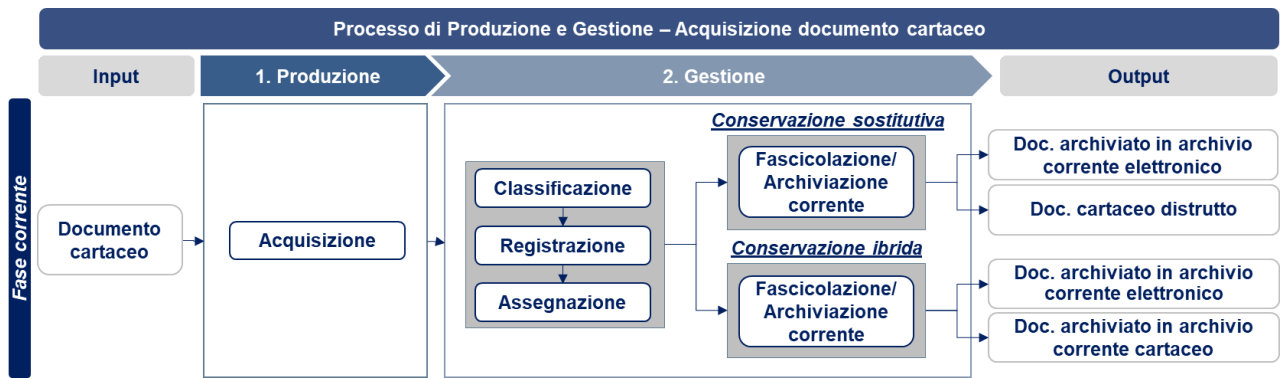 Processo di Produzione e Gestione – Acquisizione documento cartaceo
Input
1. Produzione
2. Gestione
Output
Fase corrente
Documento
cartaceo
Acquisizione
Classificazione
Registrazione
Assegnazione
Conservazione sostitutiva
Fascicolazione/
Archiviazione
corrente
Conservazione ibrida
Fascicolazione/
Archiviazione
corrente
Doc. archiviato in archivio
corrente elettronico
Doc. cartaceo distrutto
Doc. archiviato in archivio
corrente elettronico
Doc. archiviato in archivio
corrente cartaceo